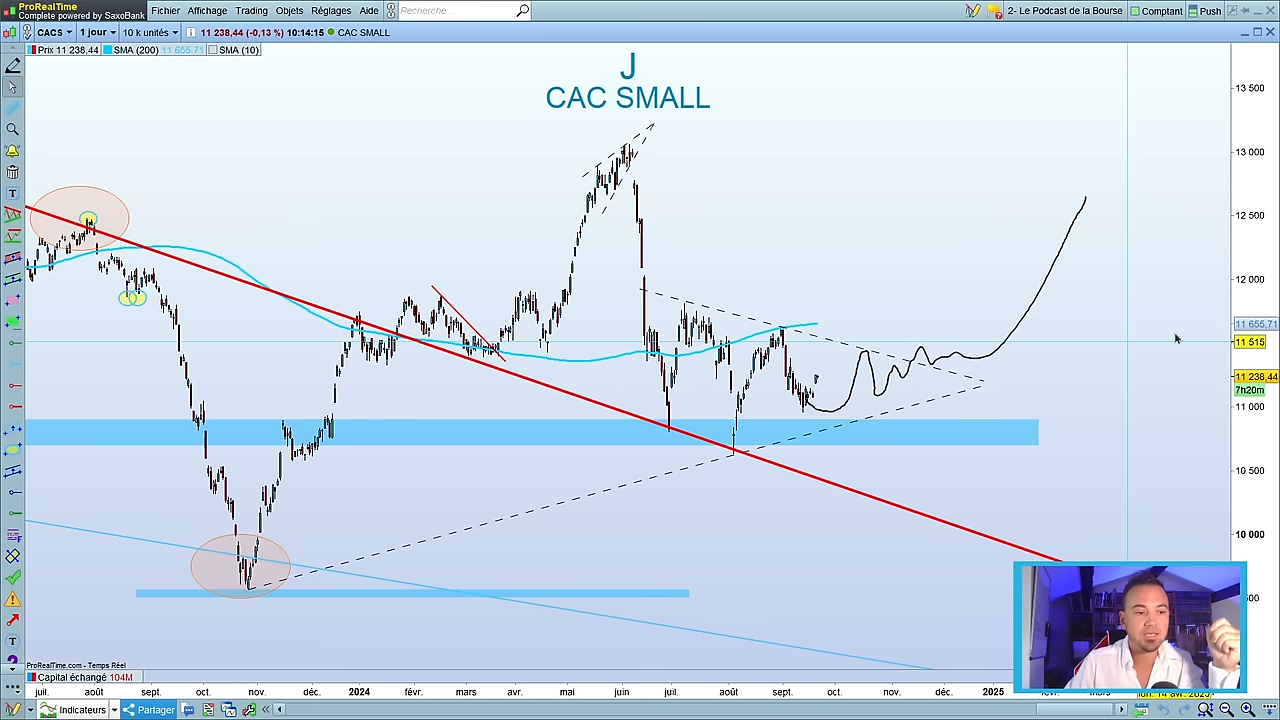 ProRealTime
Complete powered by SaxoBank
Fichier Affichage Trading Objets Réglages Aide
Recherche
2- Le Podcast de la Bourse
Comptant
Push
CACS 1 jour 10 k unités 11 238,44 (-0,13 %) 10:14:15 CAC SMALL
Prix 11 238,44 SMA (200) 11 655,71 SMA (10)
J
CAC SMALL
13 500
13 000
12 500
12 000
11 655,71
11 515
11 238,44
7h20m
11 000
10 500
10 000
ProRealTime.com - Temps Réel
Capital échangé 104M
juil. août sept. oct. nov. déc. 2024 févr. mars avr. mai juin juil. août sept. oct. nov. déc. 2025
Indicateurs
Partager